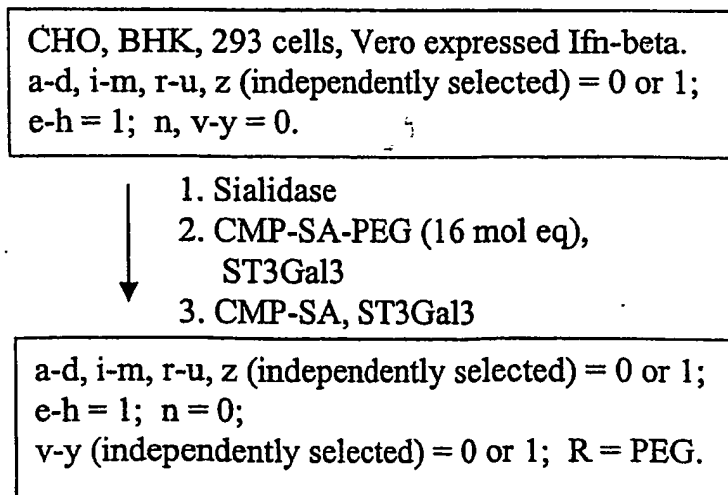 CHO, BHK, 293 cells, Vero expressed Ifn-beta.
a-d, i-m, r-u, z (independently selected) = 0 or 1;
e-h = 1; n, v-y = 0.
1. Sialidase
2. CMP-SA-PEG (16 mol eq),
ST3Gal3
3. CMP-SA, ST3Gal3
a-d, i-m, r-u, z (independently selected) = 0 or 1;
e-h = 1; n = 0;
v-y (independently selected) = 0 or 1; R = PEG.